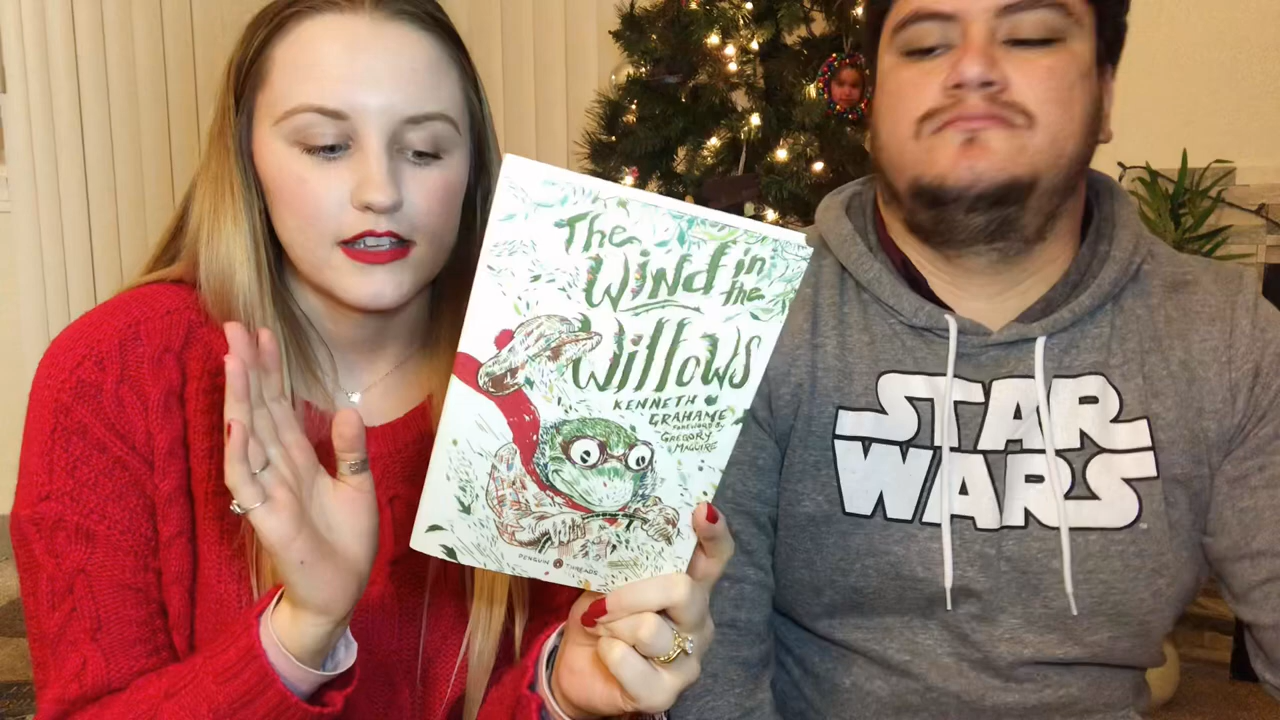 The
Wind in
the
Willows
KENNETH
GRAHAME
FOREWORD BY
GREGORY
MAGUIRE
PENGUIN THREADS
STAR
WARS